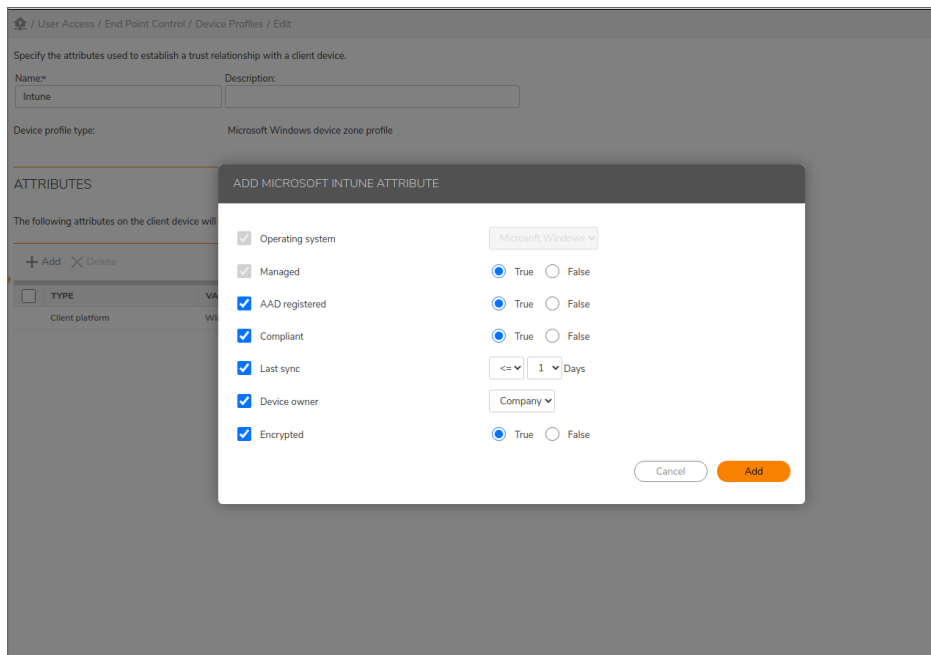 / User Access / End Point Control / Device Profiles / Edit
Specify the attributes used to establish a trust relationship with a client device.
Name:* Description:
Intune
Device profile type: Microsoft Windows device zone profile
ATTRIBUTES
The following attributes on the client device will
Add Delete
TYPE VA
Client platform Wi
ADD MICROSOFT INTUNE ATTRIBUTE
Operating system Microsoft Windows
Managed True False
AAD registered True False
Compliant True False
Last sync <= 1 Days
Device owner Company
Encrypted True False
Cancel Add